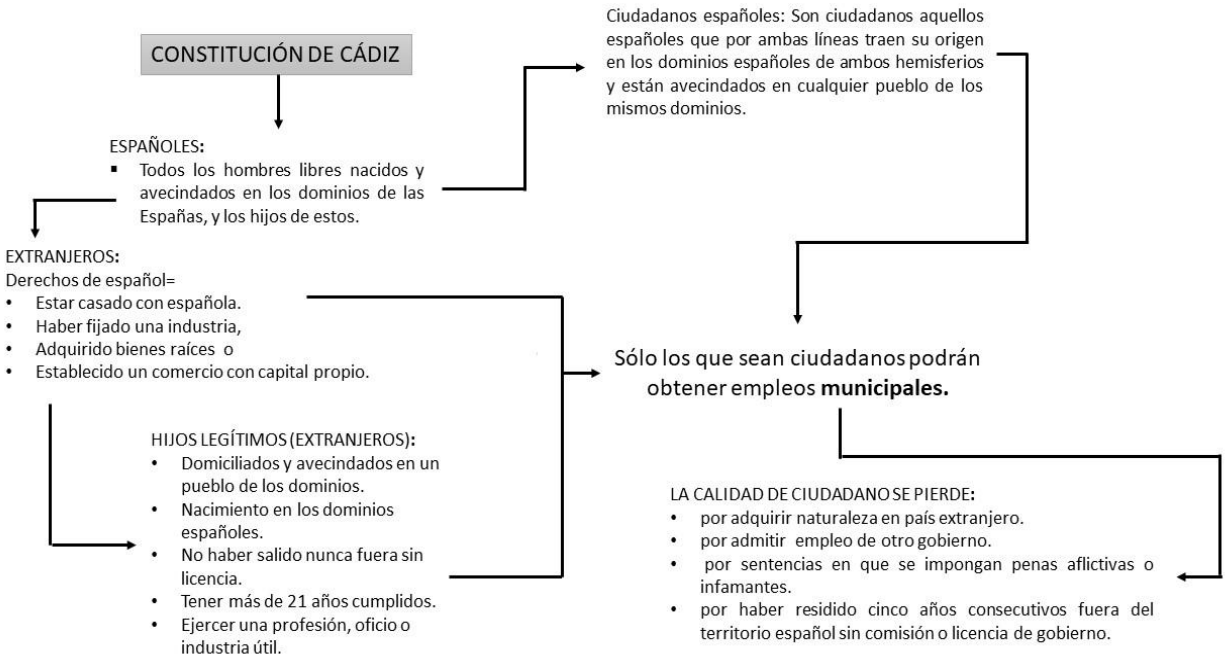 CONSTITUCIÓN DE CÁDIZ
Ciudadanos españoles: Son ciudadanos aquellos
españoles que por ambas líneas traen su origen
en los dominios españoles de ambos hemisferios
y están avecindados en cualquier pueblo de los
mismos dominios.
ESPAÑOLES:
▪ Todos los hombres libres nacidos y
avecindados en los dominios de las
Españas, y los hijos de estos.
EXTRANJEROS:
Derechos de español=
• Estar casado con española.
• Haber fijado una industria,
• Adquirido bienes raíces o
• Establecido un comercio con capital propio.
Sólo los que sean ciudadanos podrán
obtener empleos municipales.
HIJOS LEGÍTIMOS (EXTRANJEROS):
• Domiciliados y avecindados en un
pueblo de los dominios.
• Nacimiento en los dominios
españoles.
• No haber salido nunca fuera sin
licencia.
• Tener más de 21 años cumplidos.
• Ejercer una profesión, oficio o
industria útil.
LA CALIDAD DE CIUDADANO SE PIERDE:
• por adquirir naturaleza en país extranjero.
• por admitir empleo de otro gobierno.
• por sentencias en que se impongan penas aflictivas o
infamantes.
• por haber residido cinco años consecutivos fuera del
territorio español sin comisión o licencia de gobierno.